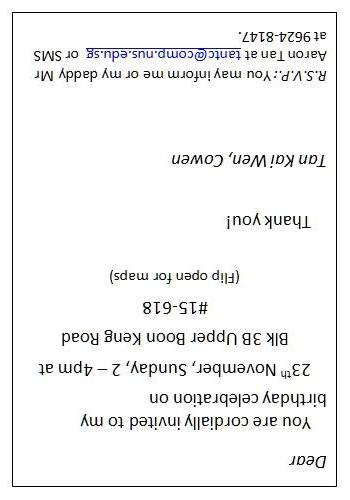 Dear
You are cordially invited to my
birthday celebration on
23th November, Sunday, 2 – 4pm at
Blk 3B Upper Boon Keng Road
#15-618
(Flip open for maps)
Thank you!
Tan Kai Wen, Cowen
R.S.V.P.: You may inform me or my daddy Mr
Aaron Tan at tantc@comp.nus.edu.sg or SMS
at 9624-8147.